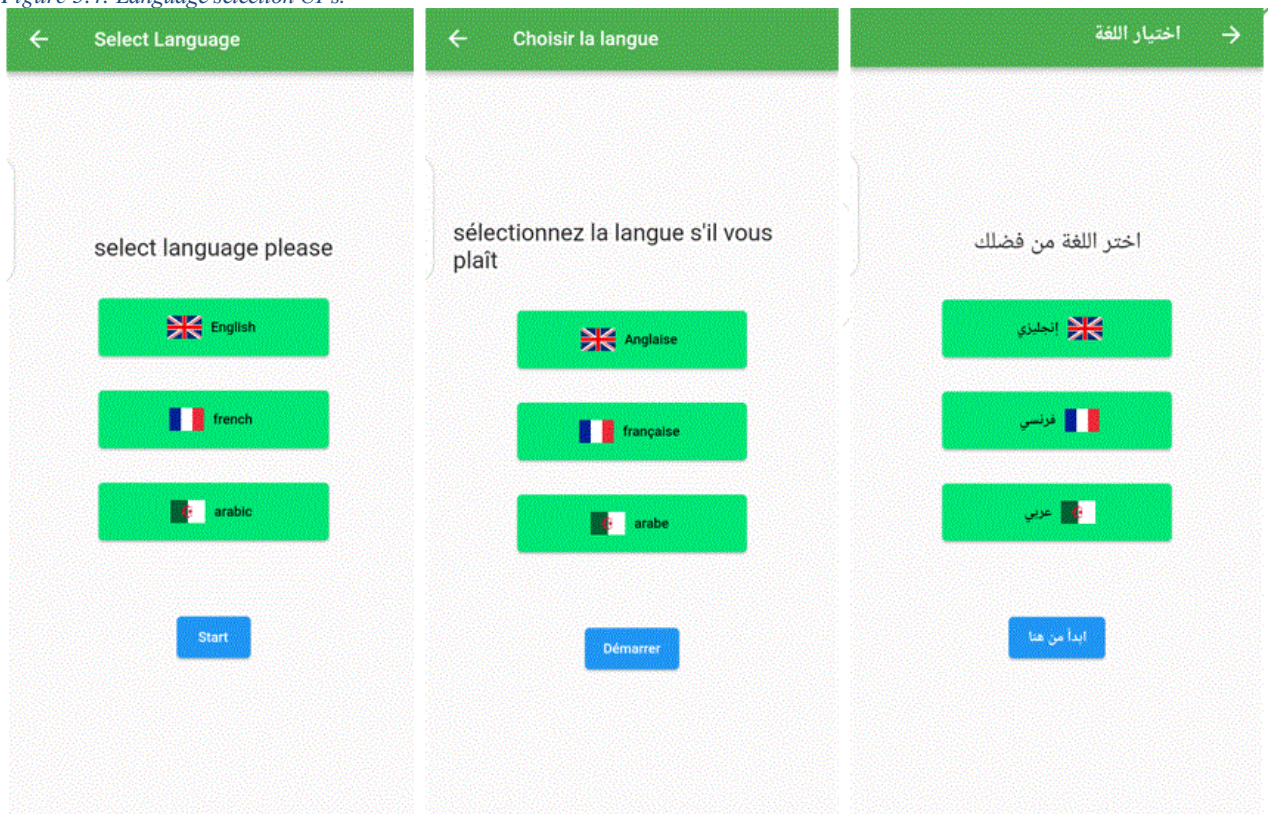 Select Language
select language please
English
french
arabic
Start
Choisir la langue
sélectionnez la langue s'il vous
plaît
Anglaise
française
arabe
Démarrer
اختيار اللغة
اختر اللغة من فضلك
إنجليزي
فرنسي
عربي
ابدأ من هنا